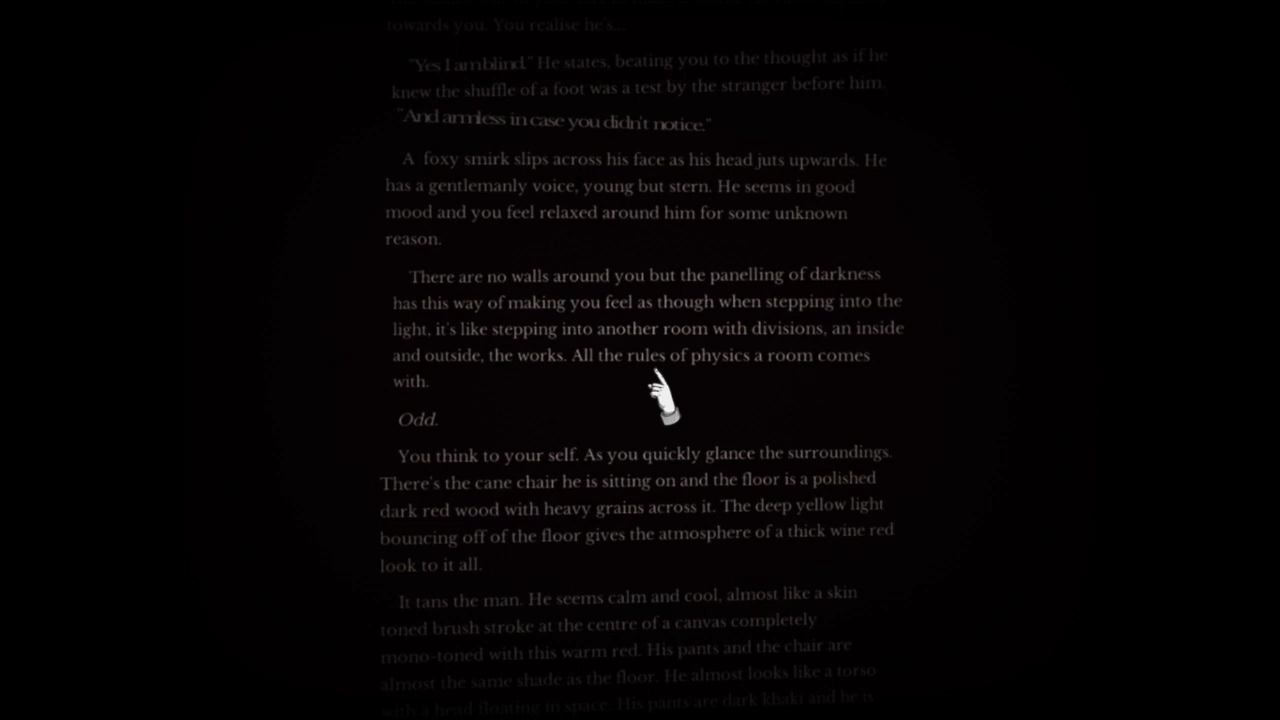 towards you. You realise he's...
"Yes I am blind." He states, beating you to the thought as if he
knew the shuffle of a foot was a test by the stranger before him.
"And armless in case you didn't notice."
A foxy smirk slips across his face as his head juts upwards. He
has a gentlemanly voice, young but stern. He seems in good
mood and you feel relaxed around him for some unknown
reason.
There are no walls around you but the panelling of darkness
has this way of making you feel as though when stepping into the
light, it's like stepping into another room with divisions, an inside
and outside, the works. All the rules of physics a room comes
with.
Odd.
You think to your self. As you quickly glance the surroundings.
There's the cane chair he is sitting on and the floor is a polished
dark red wood with heavy grains across it. The deep yellow light
bouncing off of the floor gives the atmosphere of a thick wine red
look to it all.
It tans the man. He seems calm and cool, almost like a skin
toned brush stroke at the centre of a canvas completely
mono-toned with this warm red. His pants and the chair are
almost the same shade as the floor. He almost looks like a torso
with a head floating in space. His pants are dark khaki and he is